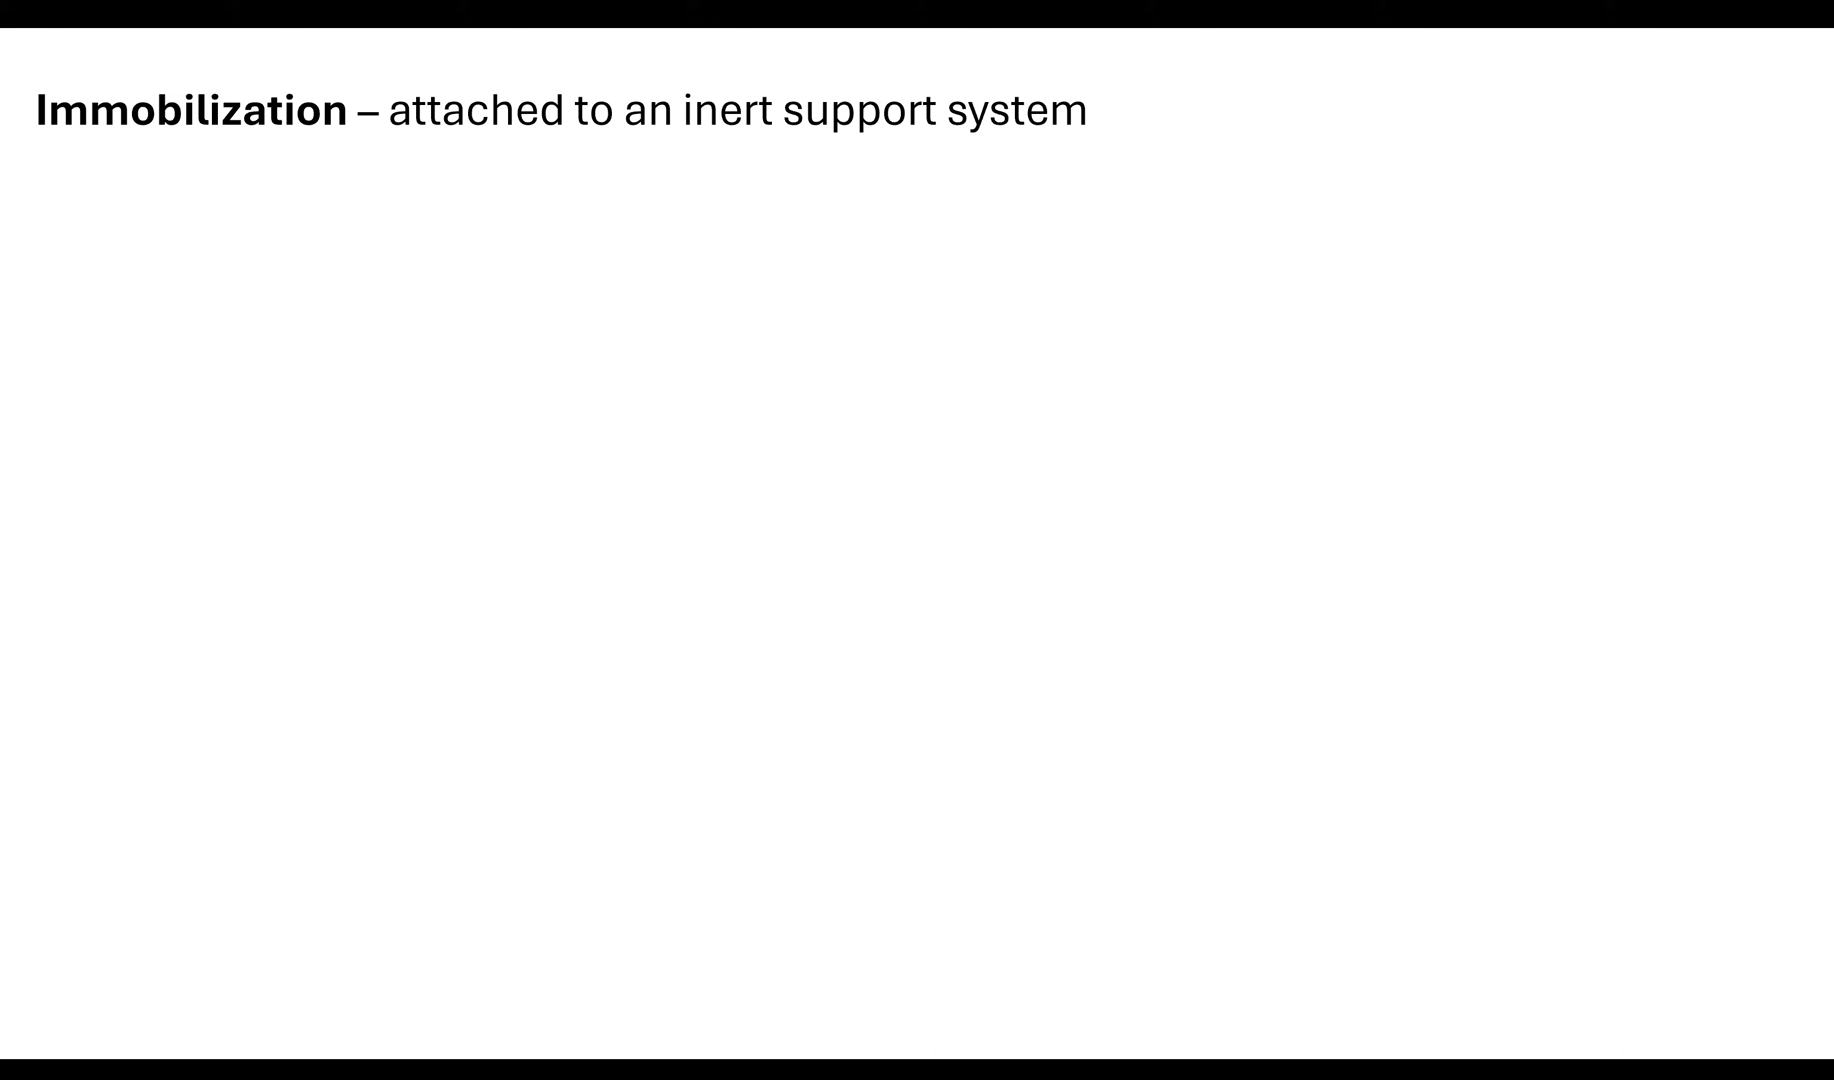 Immobilization – attached to an inert support system